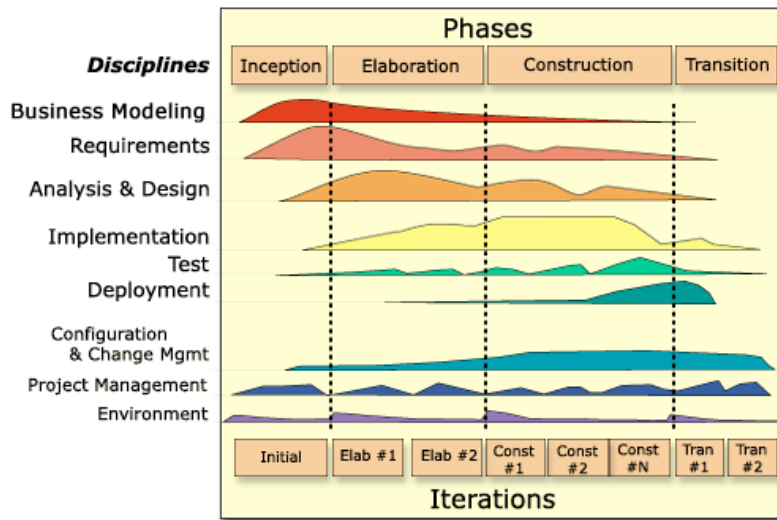 Phases
Disciplines
Inception
Elaboration
Construction
Transition
Business Modeling
Requirements
Analysis & Design
Implementation
Test
Deployment
Configuration
& Change Mgmt
Project Management
Environment
Initial
Elab #1
Elab #2
Const
#1
Const
#2
Const
#N
Tran
#1
Tran
#2
Iterations